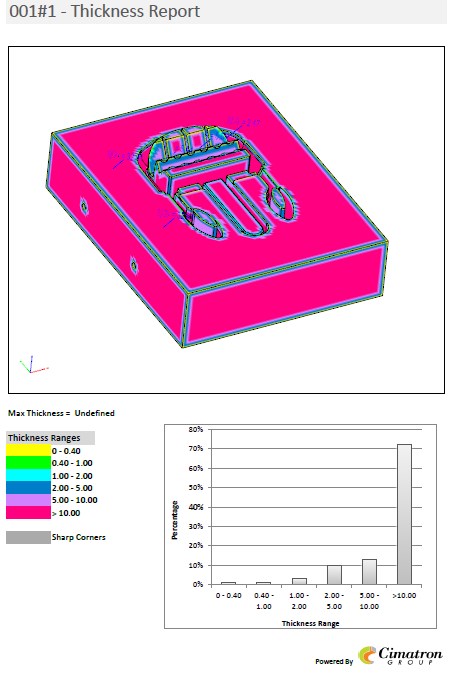 001#1 - Thickness Report
Max Thickness = Undefined
Thickness Ranges
0 - 0.40
0.40 - 1.00
1.00 - 2.00
2.00 - 5.00
5.00 - 10.00
> 10.00
Sharp Corners
80%
70%
60%
50%
40%
30%
20%
10%
0%
Percentage
0 - 0.40
0.40 -
1.00
1.00 -
2.00
2.00 -
5.00
5.00 -
10.00
>10.00
Thickness Range
Powered By
Cimatron
GROUP